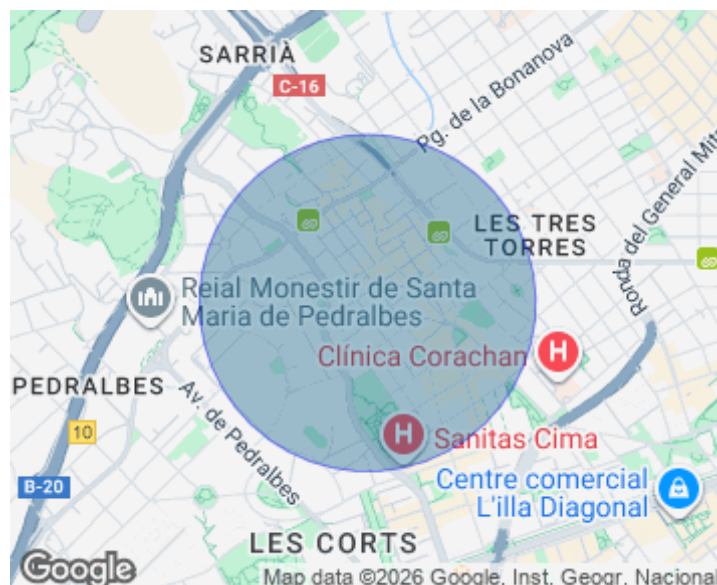 SARRIÀ
C-16
Pg. de la Bonanova
LES TRES
TORRES
Ronda del General Mit
Reial Monestir de Santa
Maria de Pedralbes
Clínica Corachan
H
PEDRALBES
Av. de Pedralbes
10
H
Sanitas Cima
B-20
Centre comercial
L'illa Diagonal
LES CORTS
Google
Map data ©2026 Google, Inst. Geogr. Nacional